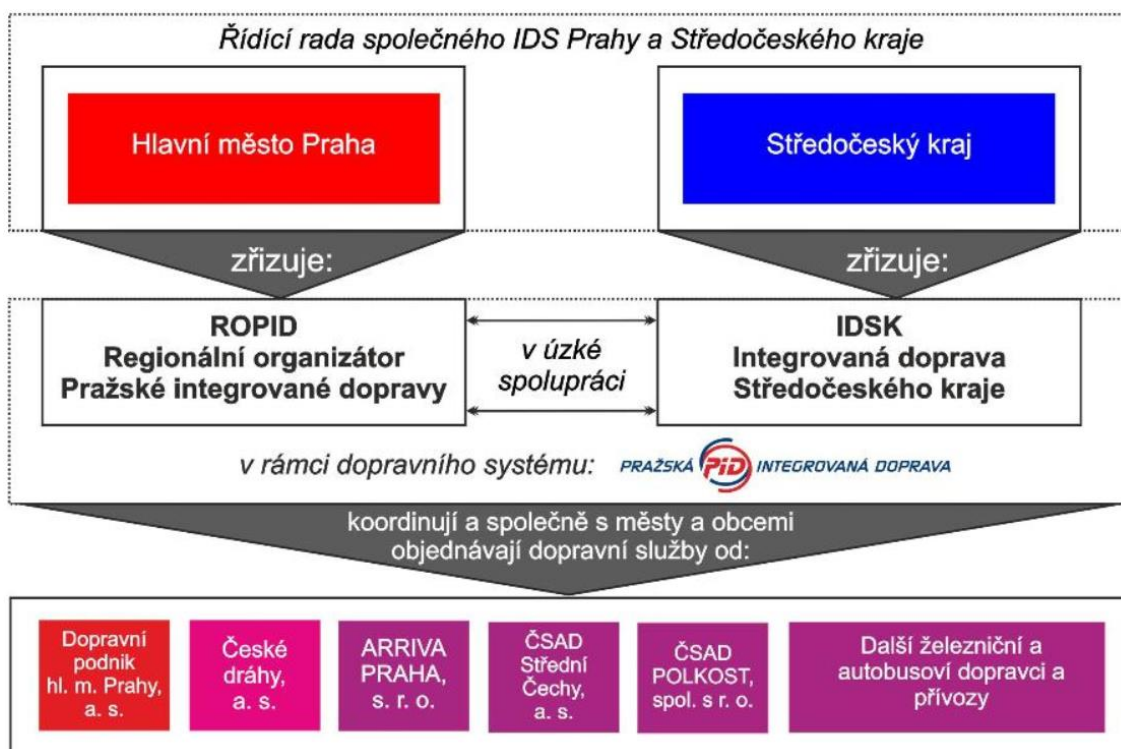 Řídící rada společného IDS Prahy a Středočeského kraje
Hlavní město Praha
Středočeský kraj
zřizuje:
zřizuje:
ROPID
Regionální organizátor
Pražské integrované dopravy
v úzké
spolupráci
IDSK
Integrovaná doprava
Středočeského kraje
v rámci dopravního systému:
PRAŽSKÁ PID INTEGROVANÁ DOPRAVA
koordinují a společně s městy a obcemi
objednávají dopravní služby od:
Dopravní
podnik
hl. m. Prahy,
a. s.
České
dráhy,
a. s.
ARRIVA
PRAHA,
s. r. o.
ČSAD
Střední
Čechy,
a. s.
ČSAD
POLKOST,
spol. s r. o.
Další železniční a
autobusoví dopravci a
přívozy